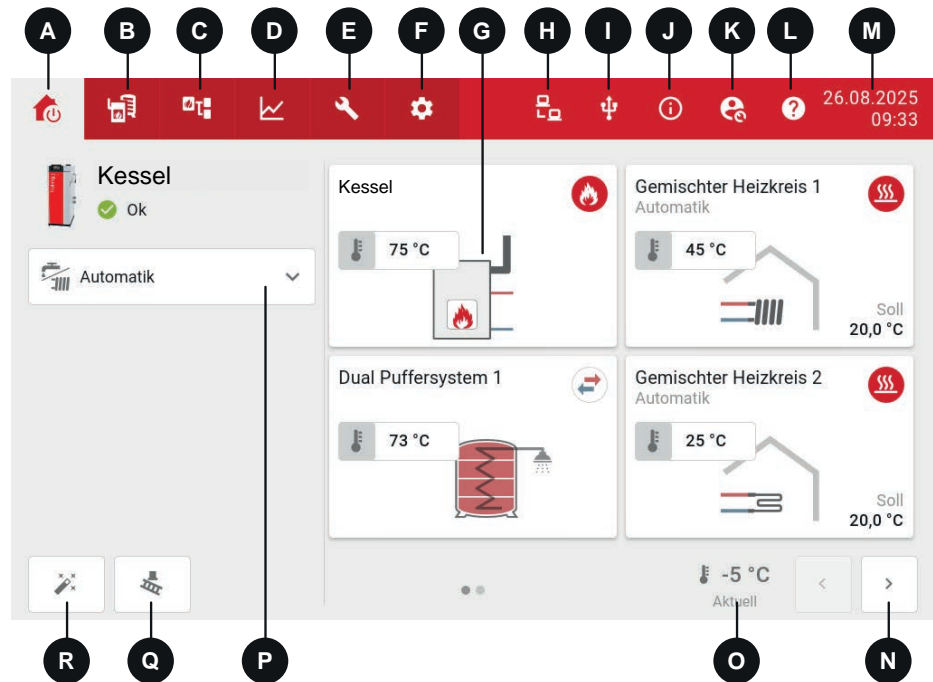 A B C D E F G H I J K L M
26.08.2025
09:33
Kessel
Ok
Automatik
Kessel
75 °C
Gemischter Heizkreis 1
Automatik
45 °C
Soll
20,0 °C
Dual Puffersystem 1
73 °C
Gemischter Heizkreis 2
Automatik
25 °C
Soll
20,0 °C
-5 °C
Aktuell
R Q P O N